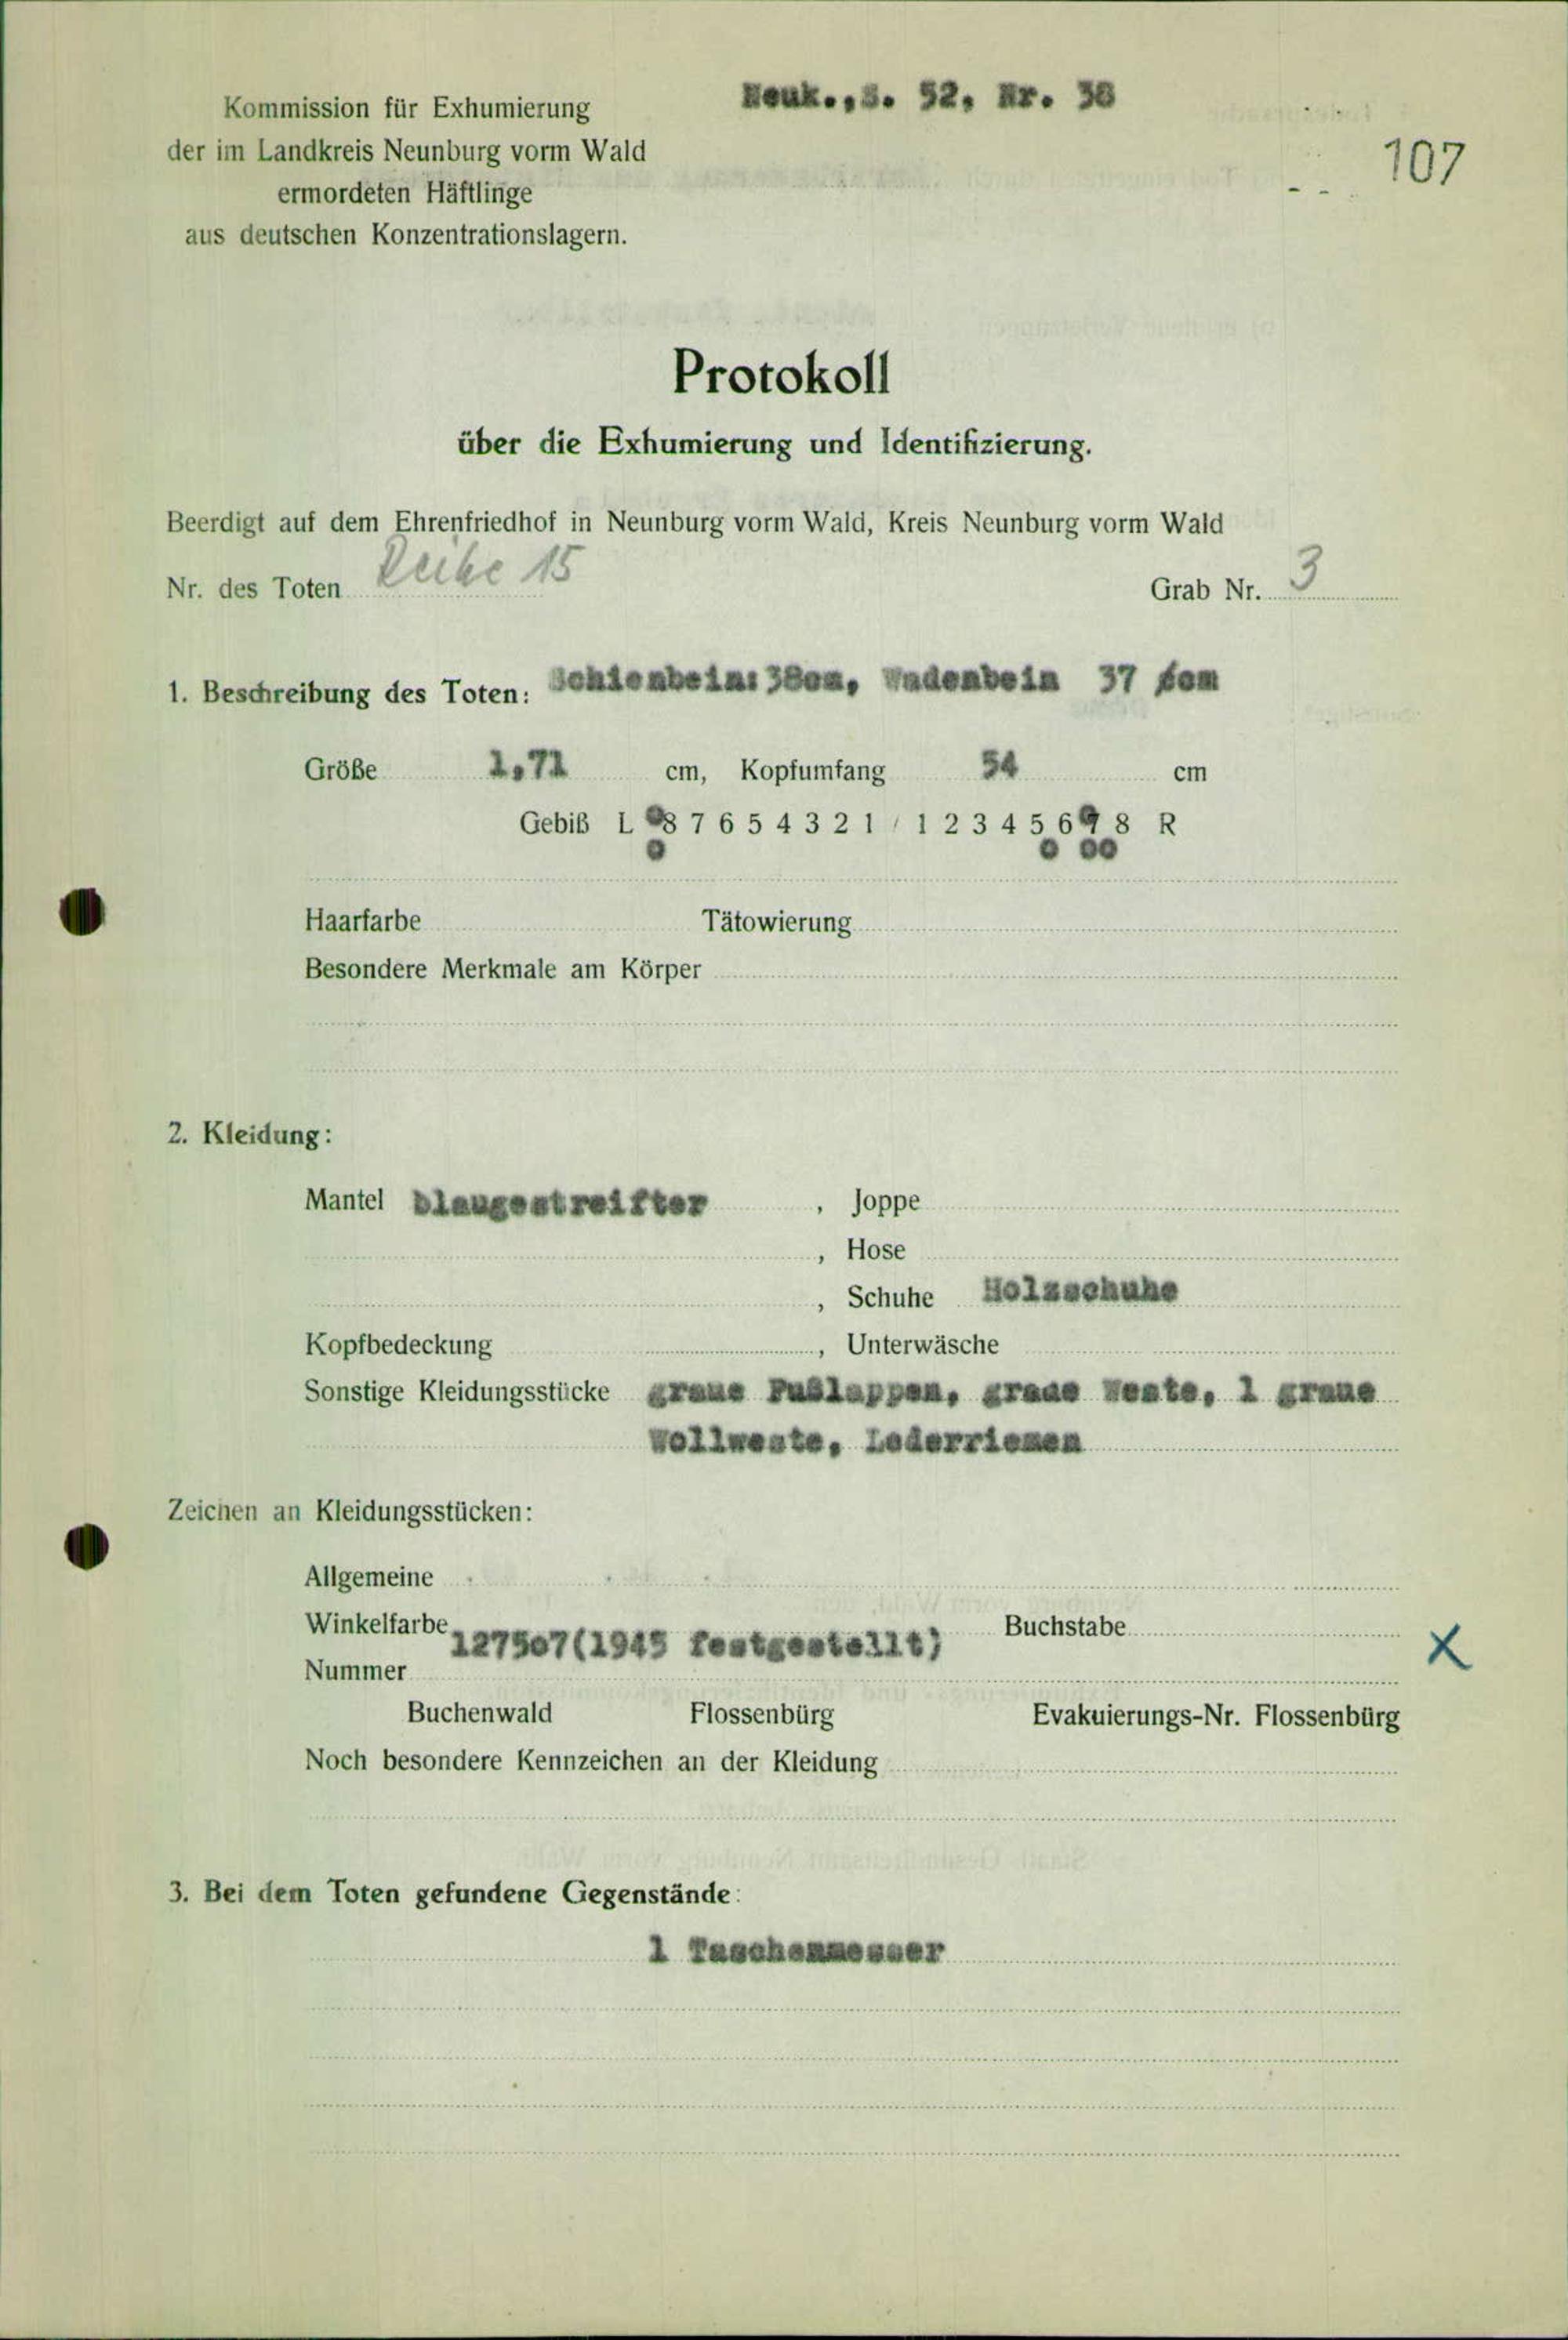 Kommission für Exhumierung
der im Landkreis Neunburg vorm Wald
ermordeten Häftlinge
aus deutschen Konzentrationslagern.
Neuk.,S. 52, Nr. 38
107
Protokoll
über die Exhumierung und Identifizierung.
Beerdigt auf dem Ehrenfriedhof in Neunburg vorm Wald, Kreis Neunburg vorm Wald
Nr. des Toten Reihe 15 Grab Nr. 3
1. Beschreibung des Toten: Schienbein: 38cm, Wadenbein 37 cm
Größe 1,71 cm, Kopfumfang 54 cm
Gebiß L 8 7 6 5 4 3 2 1 / 1 2 3 4 5 6 7 8 R
o o oo
Haarfarbe Tätowierung
Besondere Merkmale am Körper
2. Kleidung:
Mantel blaugestreifter , Joppe
, Hose
, Schuhe Holzschuhe
Kopfbedeckung , Unterwäsche
Sonstige Kleidungsstücke graue Fußlappen, graue Weste, 1 graue
Wollweste, Lederriemen
Zeichen an Kleidungsstücken:
Allgemeine
Winkelfarbe Buchstabe
127507(1945 festgestellt) X
Nummer
Buchenwald Flossenbürg Evakuierungs-Nr. Flossenbürg
Noch besondere Kennzeichen an der Kleidung
3. Bei dem Toten gefundene Gegenstände:
1 Taschenmesser